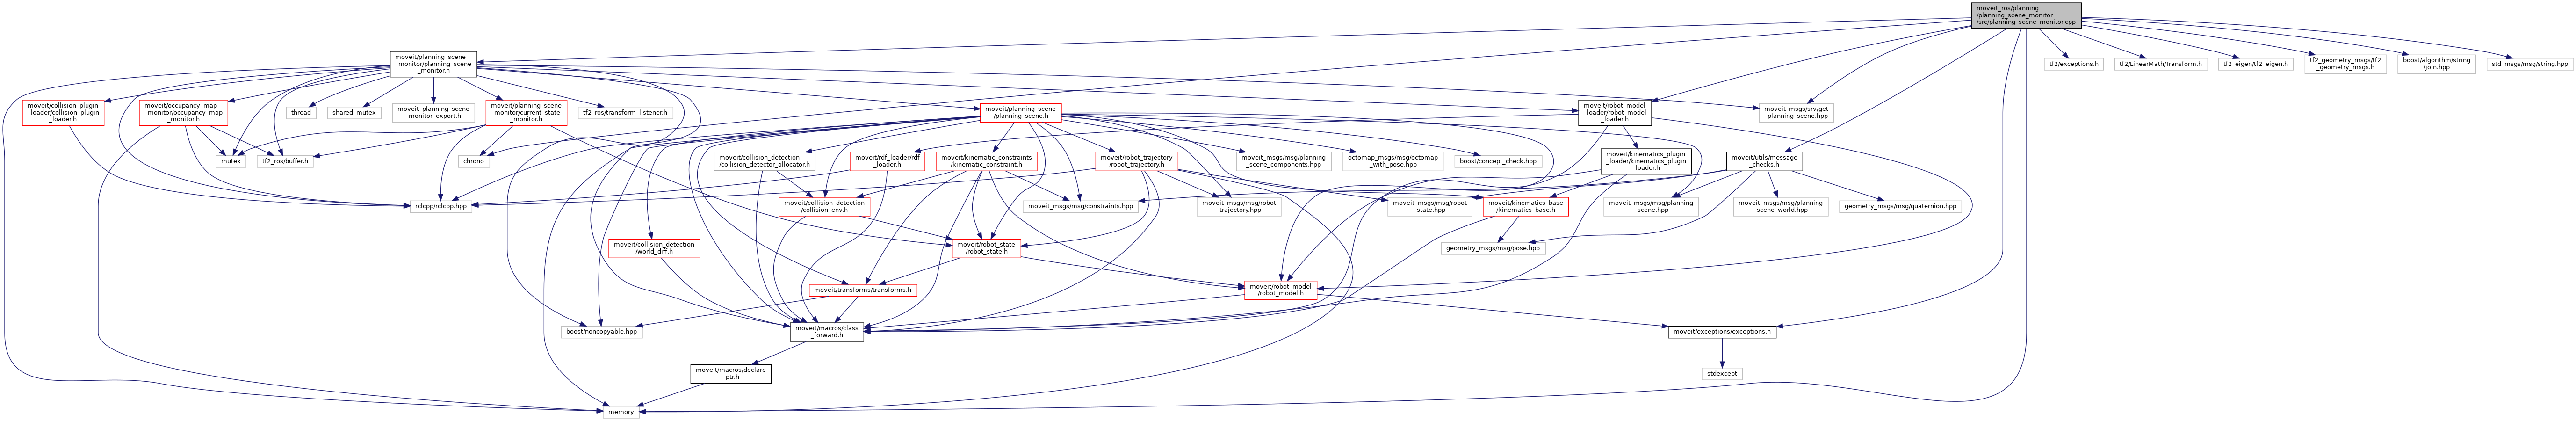 moveit_ros/planning
/planning_scene_monitor
/src/planning_scene_monitor.cpp
moveit/planning_scene
_monitor/planning_scene
_monitor.h
tf2/exceptions.h
tf2/LinearMath/Transform.h
tf2_eigen/tf2_eigen.h
tf2_geometry_msgs/tf2
_geometry_msgs.h
boost/algorithm/string
/join.hpp
std_msgs/msg/string.hpp
moveit/collision_plugin
_loader/collision_plugin
_loader.h
moveit/occupancy_map
_monitor/occupancy_map
_monitor.h
thread
shared_mutex
moveit_planning_scene
_monitor_export.h
moveit/planning_scene
_monitor/current_state
_monitor.h
tf2_ros/transform_listener.h
moveit/planning_scene
/planning_scene.h
moveit/robot_model
_loader/robot_model
_loader.h
moveit_msgs/srv/get
_planning_scene.hpp
mutex
tf2_ros/buffer.h
chrono
moveit/collision_detection
/collision_detector_allocator.h
moveit/rdf_loader/rdf
_loader.h
moveit/kinematic_constraints
/kinematic_constraint.h
moveit/robot_trajectory
/robot_trajectory.h
moveit_msgs/msg/planning
_scene_components.hpp
octomap_msgs/msg/octomap
_with_pose.hpp
boost/concept_check.hpp
moveit/kinematics_plugin
_loader/kinematics_plugin
_loader.h
moveit/utils/message
_checks.h
rclcpp/rclcpp.hpp
moveit/collision_detection
/collision_env.h
moveit_msgs/msg/constraints.hpp
moveit_msgs/msg/robot
_trajectory.hpp
moveit_msgs/msg/robot
_state.hpp
moveit/kinematics_base
/kinematics_base.h
moveit_msgs/msg/planning
_scene.hpp
moveit_msgs/msg/planning
_scene_world.hpp
geometry_msgs/msg/quaternion.hpp
moveit/collision_detection
/world_diff.h
moveit/robot_state
/robot_state.h
geometry_msgs/msg/pose.hpp
moveit/transforms/transforms.h
moveit/robot_model
/robot_model.h
boost/noncopyable.hpp
moveit/macros/class
_forward.h
moveit/exceptions/exceptions.h
moveit/macros/declare
_ptr.h
stdexcept
memory